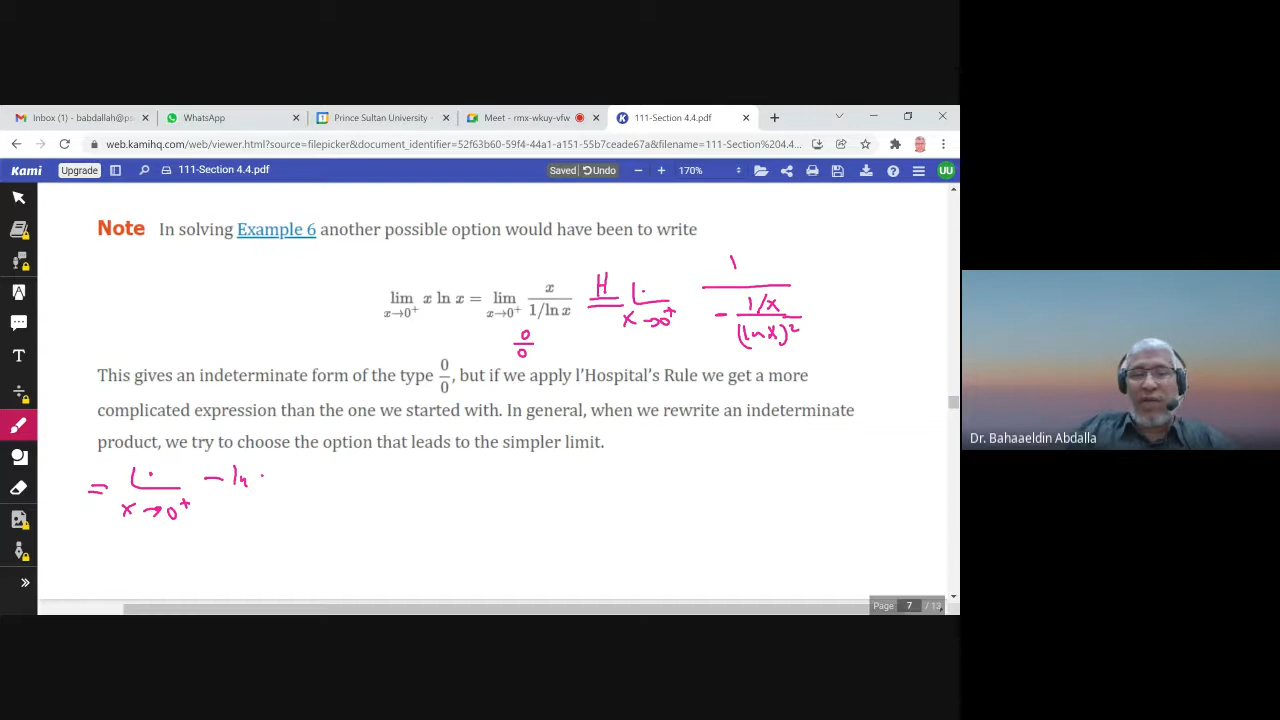 Inbox (1) - babdallah@ps
WhatsApp
Prince Sultan University -
Meet - rmx-wkuy-vfw
111-Section 4.4.pdf
web.kamihq.com/web/viewer.html?source=filepicker&document_identifier=52f63b60-59f4-44a1-a151-55b7ceade67a&filename=111-Section%204.4...
Kami Upgrade 111-Section 4.4.pdf Saved Undo 170% UU
Note In solving Example 6 another possible option would have been to write
lim x→0⁺ x ln x = lim x→0⁺ x / (1/ln x) H= L x→0⁺ 1 / (- (1/x) / (ln x)²)
0/0
This gives an indeterminate form of the type 0/0, but if we apply l'Hospital's Rule we get a more
complicated expression than the one we started with. In general, when we rewrite an indeterminate
product, we try to choose the option that leads to the simpler limit.
= L x→0⁺ - ln
Page 7 / 13
Dr. Bahaaeldin Abdalla